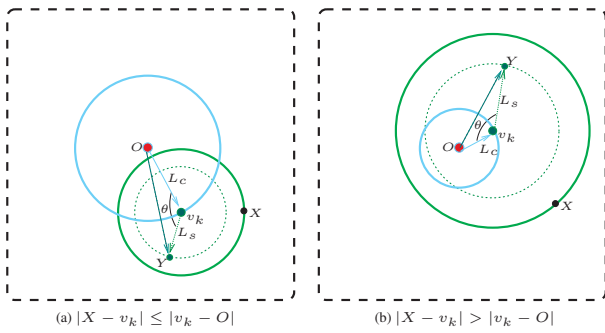 O
L_c
θ
v_k
X
L_s
Y
(a) |X − v_k| ≤ |v_k − O|
Y
L_s
θ
v_k
O
L_c
X
(b) |X − v_k| > |v_k − O|